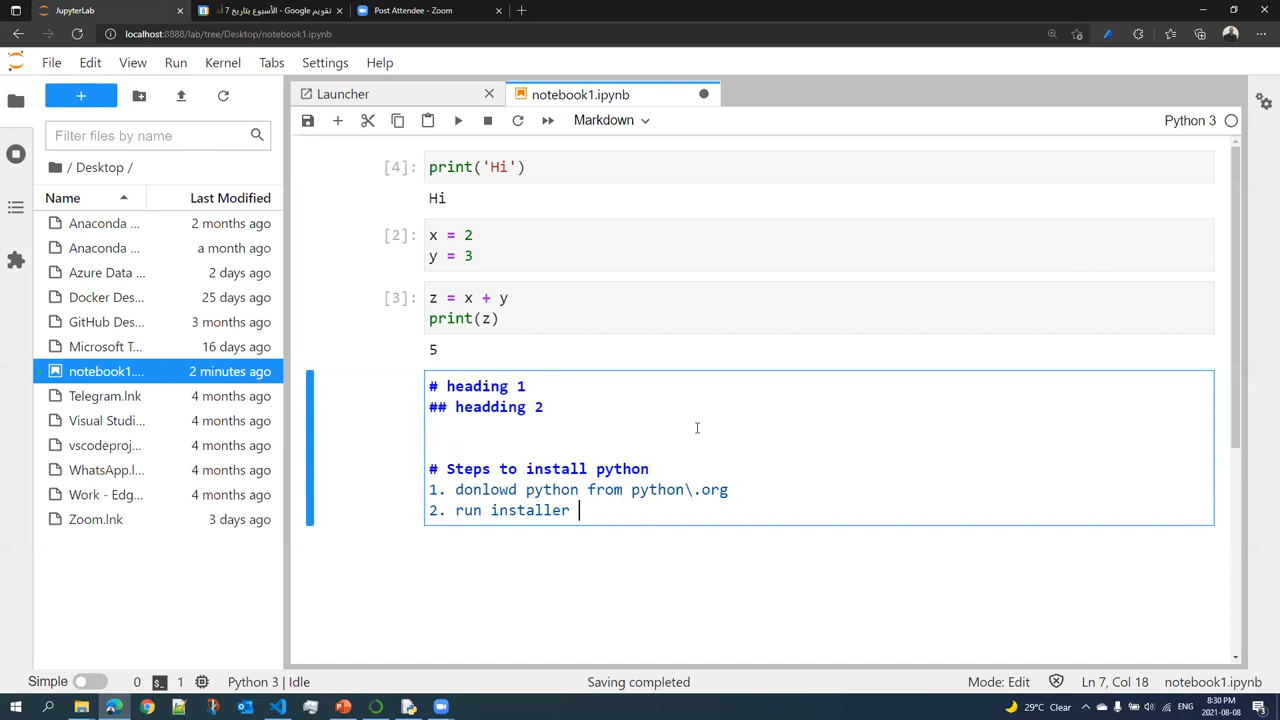 JupyterLab
تقويم Google - الأسبوع بتاريخ 7 أ
Post Attendee - Zoom
localhost:8888/lab/tree/Desktop/notebook1.ipynb
File Edit View Run Kernel Tabs Settings Help
Launcher
notebook1.ipynb
Markdown
Python 3
Filter files by name
/ Desktop /
Name Last Modified
Anaconda ... 2 months ago
Anaconda ... a month ago
Azure Data ... 2 days ago
Docker Des... 25 days ago
GitHub Des... 3 months ago
Microsoft T... 16 days ago
notebook1.... 2 minutes ago
Telegram.lnk 4 months ago
Visual Studi... 4 months ago
vscodeproj... 4 months ago
WhatsApp.l... 4 months ago
Work - Edg... 4 months ago
Zoom.lnk 3 days ago
[4]: print('Hi')
Hi
[2]: x = 2
y = 3
[3]: z = x + y
print(z)
5
# heading 1
## headding 2
# Steps to install python
1. donlowd python from python\.org
2. run installer
Simple 0 1 Python 3 | Idle Saving completed Mode: Edit Ln 7, Col 18 notebook1.ipynb
29°C Clear ENG 8:30 PM
2021-08-08